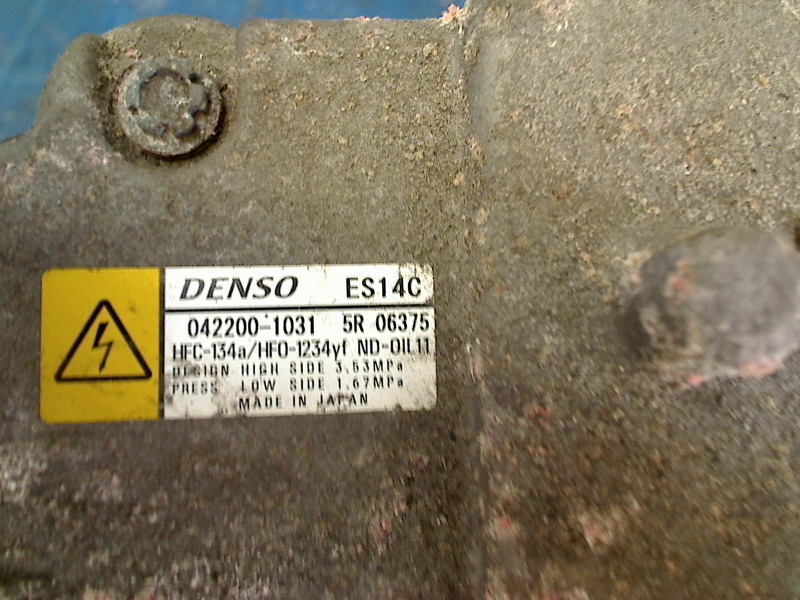 DENSO ES14C
042200-1031 5R 06375
HFC-134a/HFO-1234yf ND-OIL11
DESIGN HIGH SIDE 3.53MPa
PRESS LOW SIDE 1.67MPa
MADE IN JAPAN